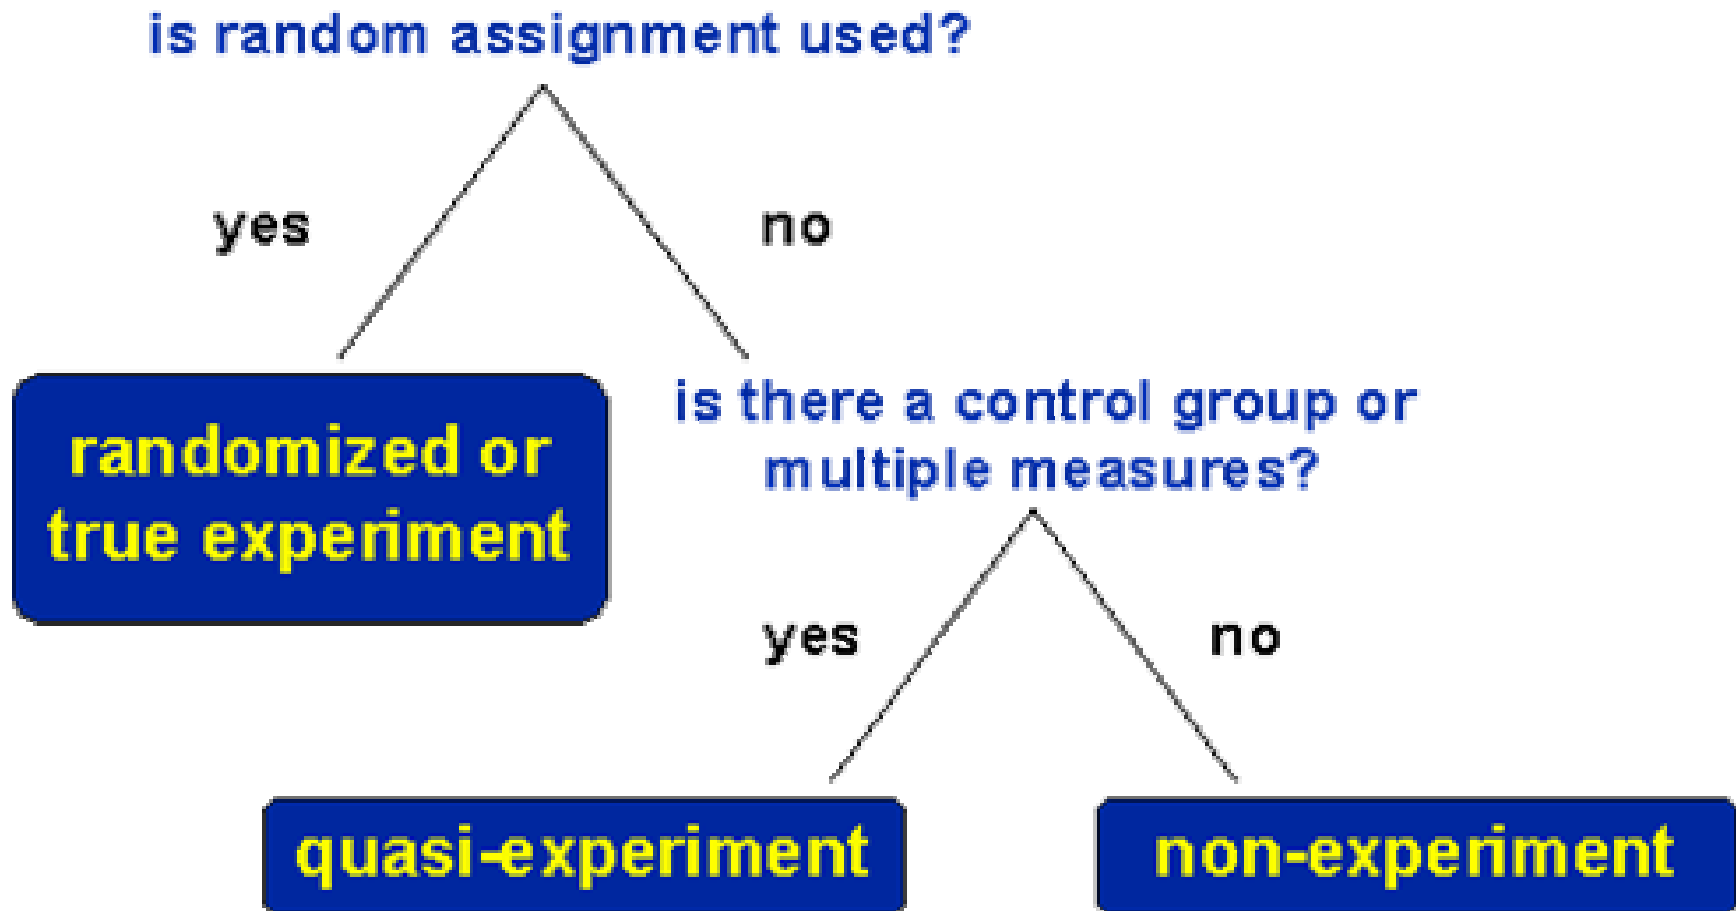 is random assignment used?
yes
no
randomized or
true experiment
is there a control group or
multiple measures?
yes
no
quasi-experiment
non-experiment